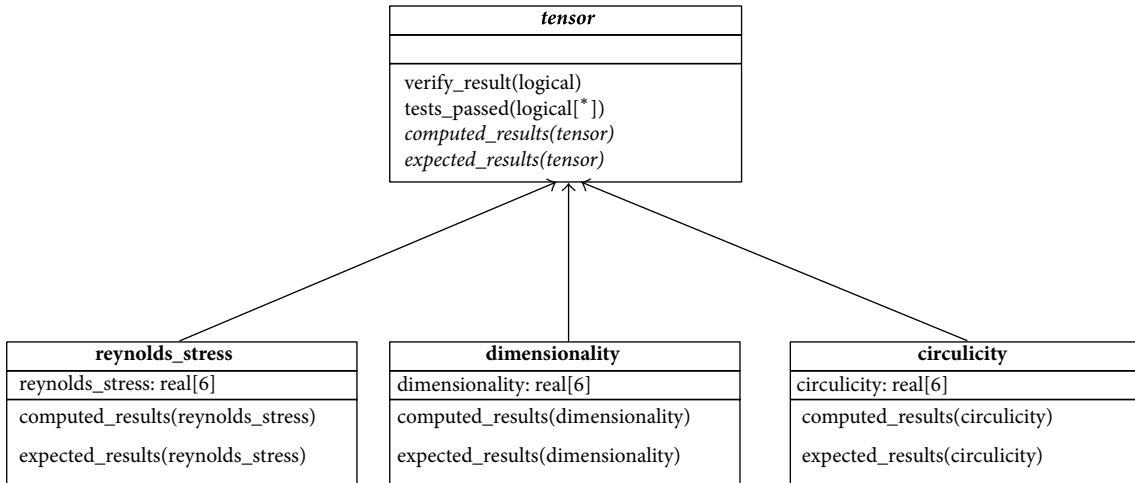 tensor
verify_result(logical)
tests_passed(logical[*])
computed_results(tensor)
expected_results(tensor)
reynolds_stress
reynolds_stress: real[6]
computed_results(reynolds_stress)
expected_results(reynolds_stress)
dimensionality
dimensionality: real[6]
computed_results(dimensionality)
expected_results(dimensionality)
circulicity
circulicity: real[6]
computed_results(circulicity)
expected_results(circulicity)